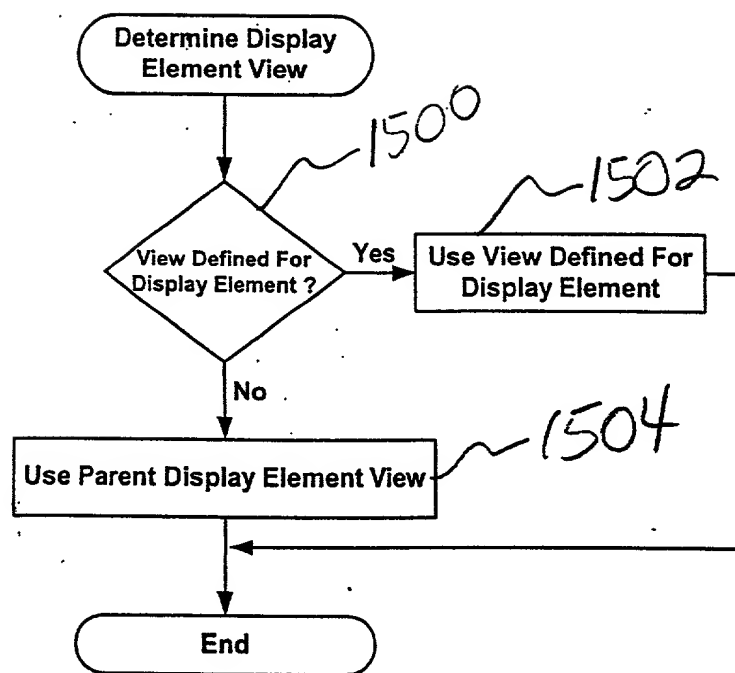 Determine Display
Element View
1500
1502
View Defined For
Display Element ?
Yes
Use View Defined For
Display Element
No
1504
Use Parent Display Element View
End